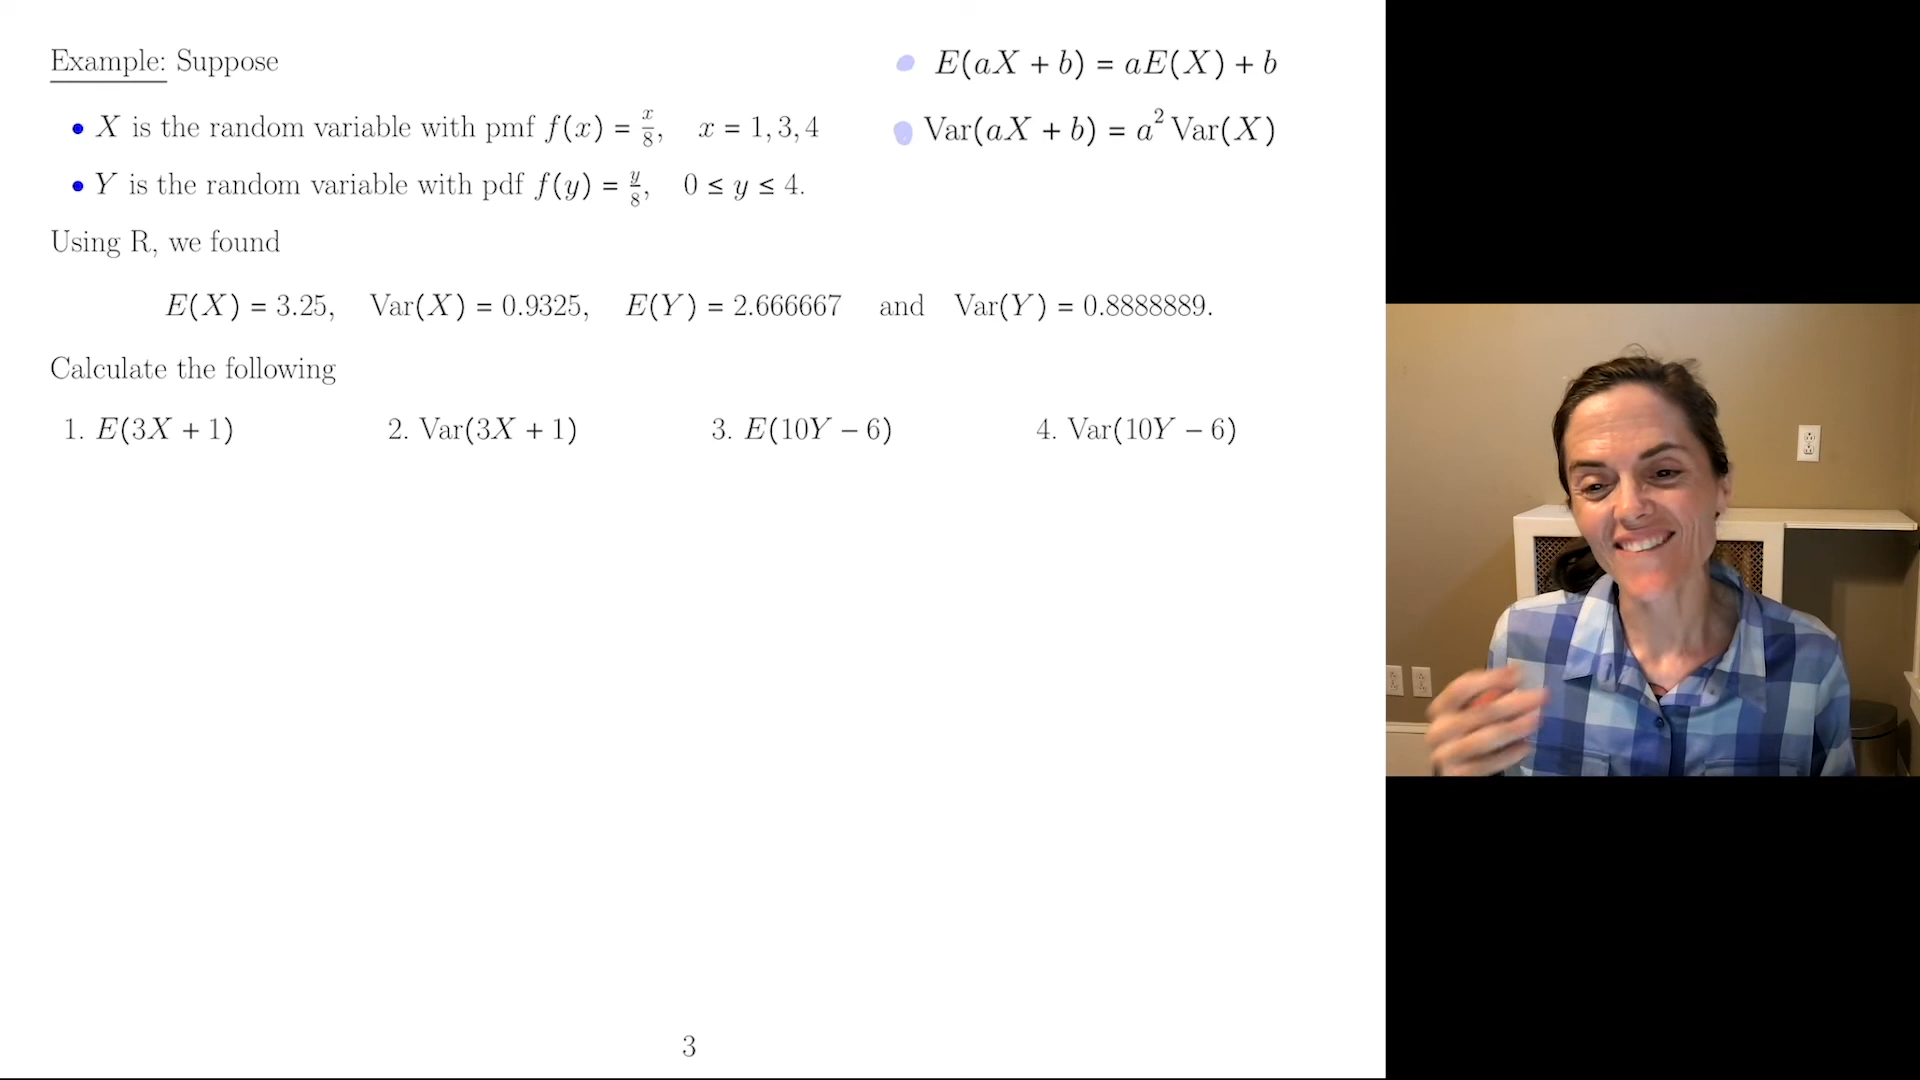 Example: Suppose
• X is the random variable with pmf f(x) = x/8, x = 1, 3, 4
• Y is the random variable with pdf f(y) = y/8, 0 ≤ y ≤ 4.
• E(aX + b) = aE(X) + b
• Var(aX + b) = a² Var(X)
Using R, we found
E(X) = 3.25, Var(X) = 0.9325, E(Y) = 2.666667 and Var(Y) = 0.8888889.
Calculate the following
1. E(3X + 1) 2. Var(3X + 1) 3. E(10Y − 6) 4. Var(10Y − 6)
3